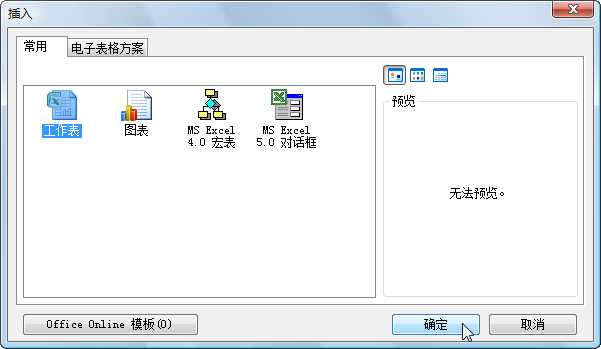 插入
常用
电子表格方案
工作表
图表
MS Excel
4.0 宏表
MS Excel
5.0 对话框
预览
无法预览。
Office Online 模板(O)
确定
取消